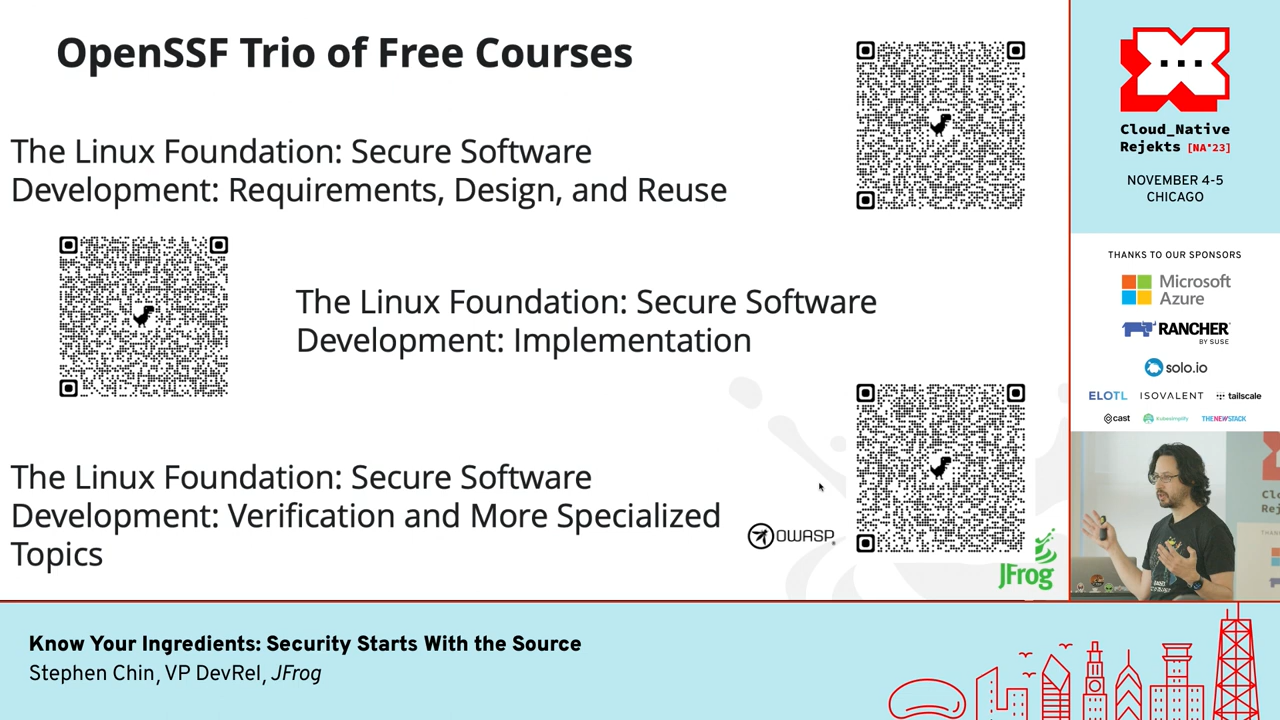 OpenSSF Trio of Free Courses
The Linux Foundation: Secure Software
Development: Requirements, Design, and Reuse
The Linux Foundation: Secure Software
Development: Implementation
The Linux Foundation: Secure Software
Development: Verification and More Specialized
Topics
OWASP
JFrog
Cloud_Native
Rejekts [NA'23]
NOVEMBER 4-5
CHICAGO
THANKS TO OUR SPONSORS
Microsoft
Azure
RANCHER
BY SUSE
solo.io
ELOTL ISOVALENT tailscale
cast kubesimplify THENEWSTACK
Know Your Ingredients: Security Starts With the Source
Stephen Chin, VP DevRel, JFrog